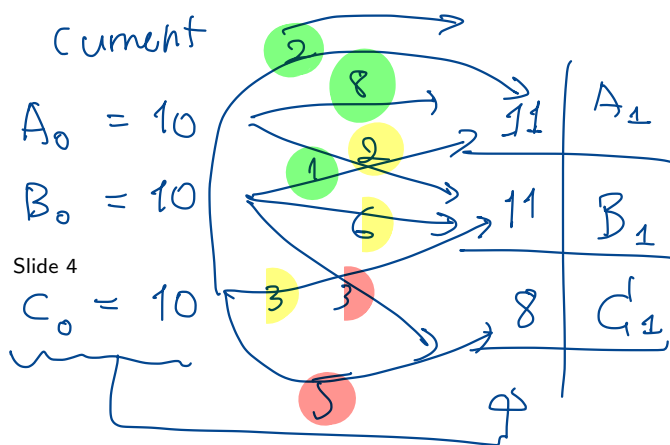 Current
2
8
A₀ = 10
11
A₁
2
1
B₀ = 10
6
11
B₁
Slide 4
C₀ = 10
3
3
8
C₁
5